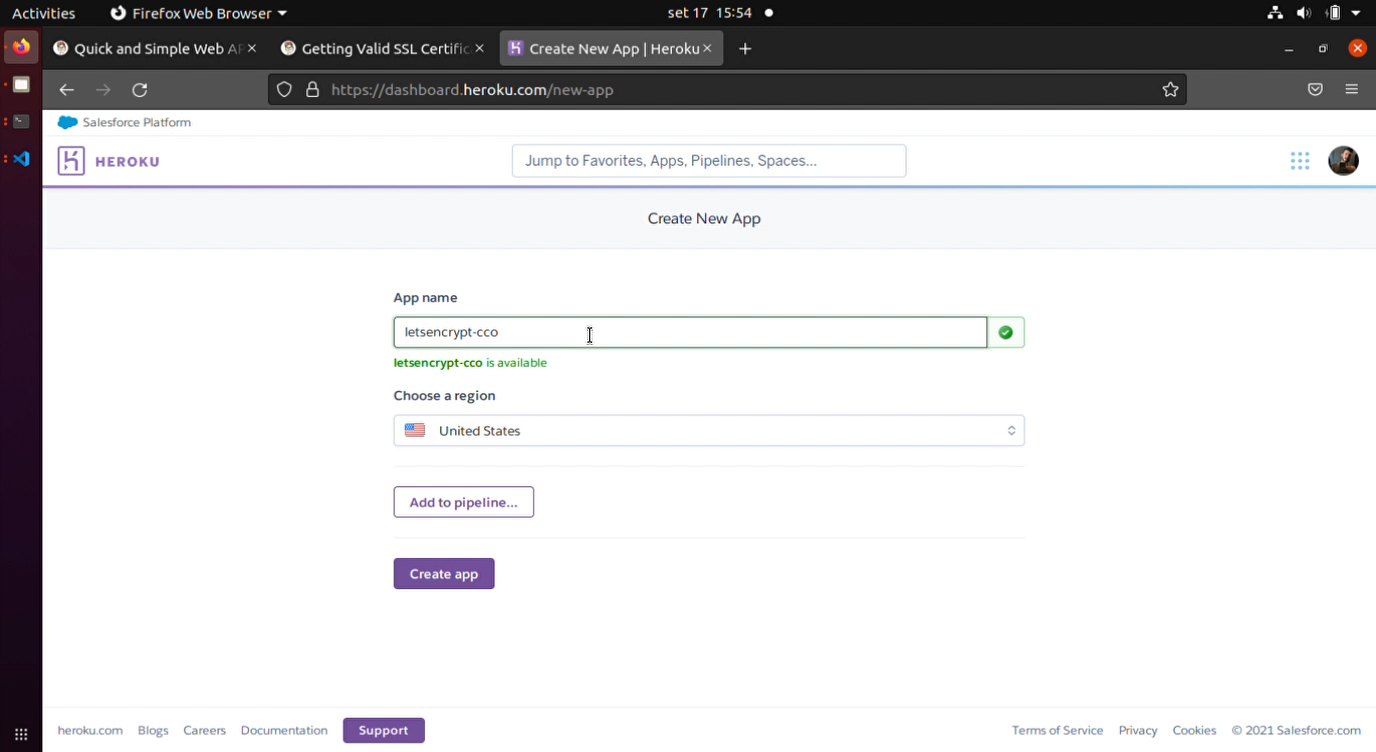 Activities Firefox Web Browser set 17 15:54
Quick and Simple Web AP Getting Valid SSL Certific Create New App | Heroku
https://dashboard.heroku.com/new-app
Salesforce Platform
HEROKU Jump to Favorites, Apps, Pipelines, Spaces...
Create New App
App name
letsencrypt-cco
letsencrypt-cco is available
Choose a region
United States
Add to pipeline...
Create app
heroku.com Blogs Careers Documentation Support Terms of Service Privacy Cookies © 2021 Salesforce.com